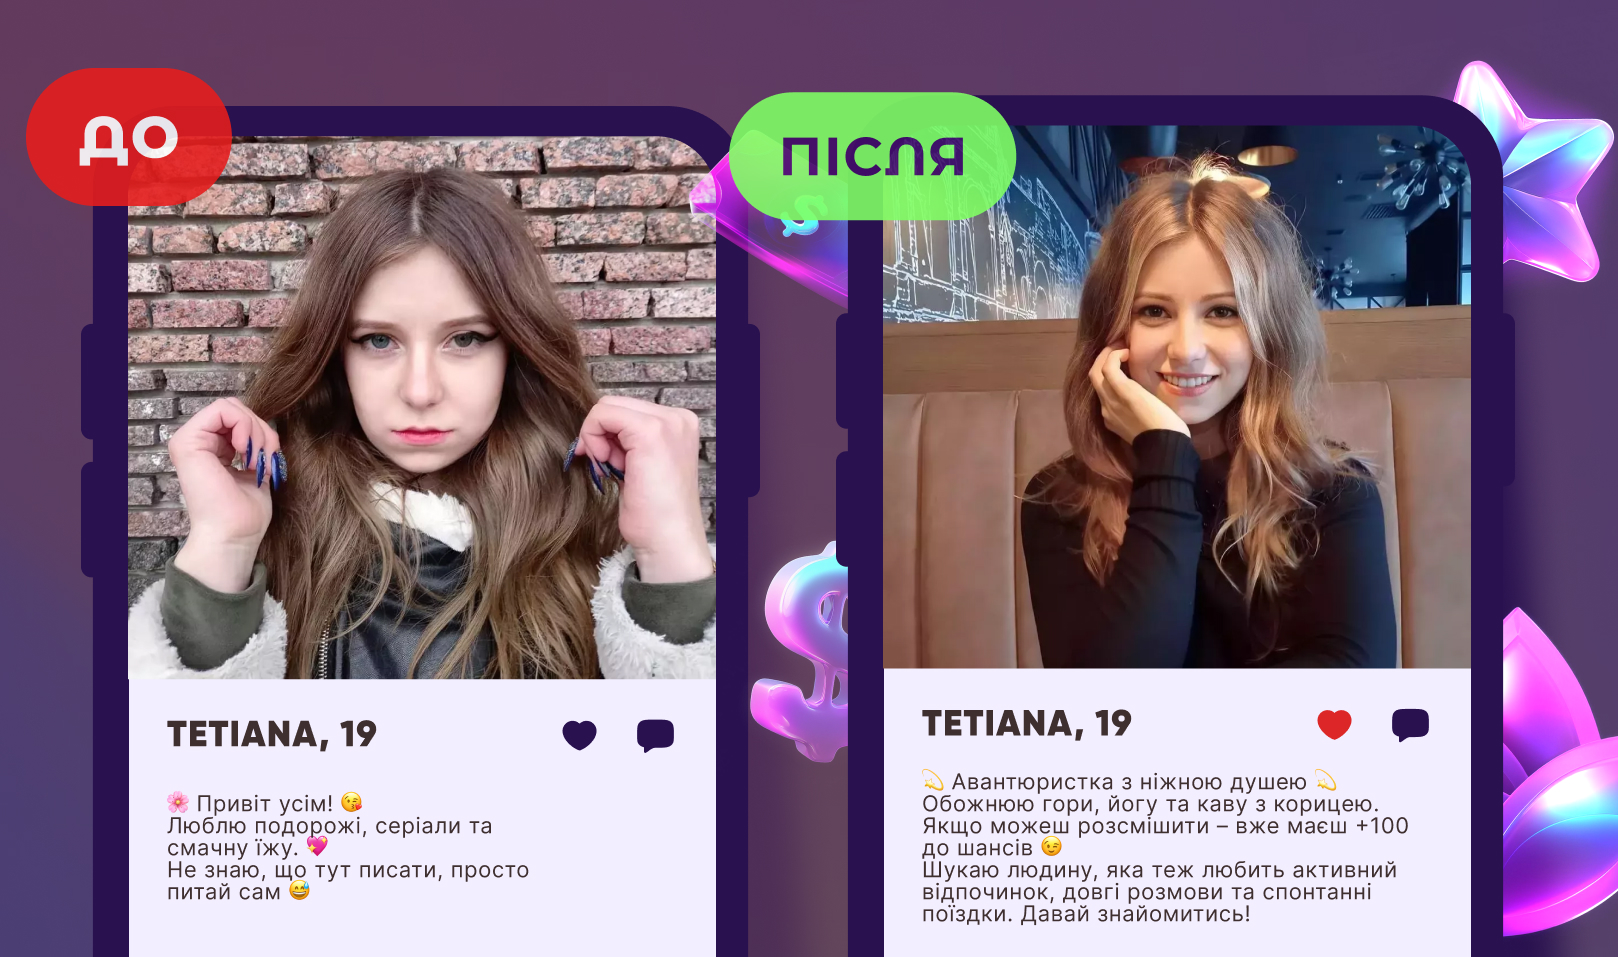 ДО
TETIANA, 19
🌸 Привіт усім! 😘
Люблю подорожі, серіали та
смачну їжу. 💖
Не знаю, що тут писати, просто
питай сам 😅
ПІСЛЯ
TETIANA, 19
💫 Авантюристка з ніжною душею 💫
Обожнюю гори, йогу та каву з корицею.
Якщо можеш розсмішити – вже маєш +100
до шансів 😉
Шукаю людину, яка теж любить активний
відпочинок, довгі розмови та спонтанні
поїздки. Давай знайомитись!